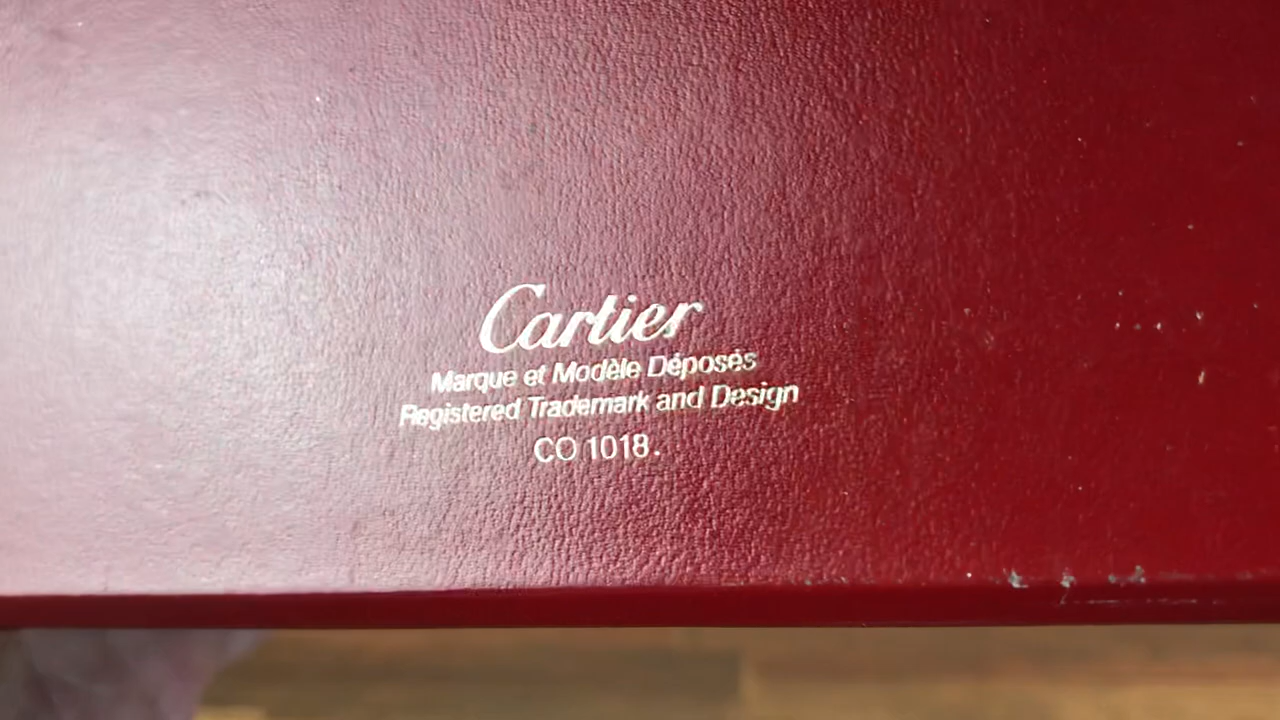 Cartier
Marque et Modèle Déposés
Registered Trademark and Design
CO 1018.